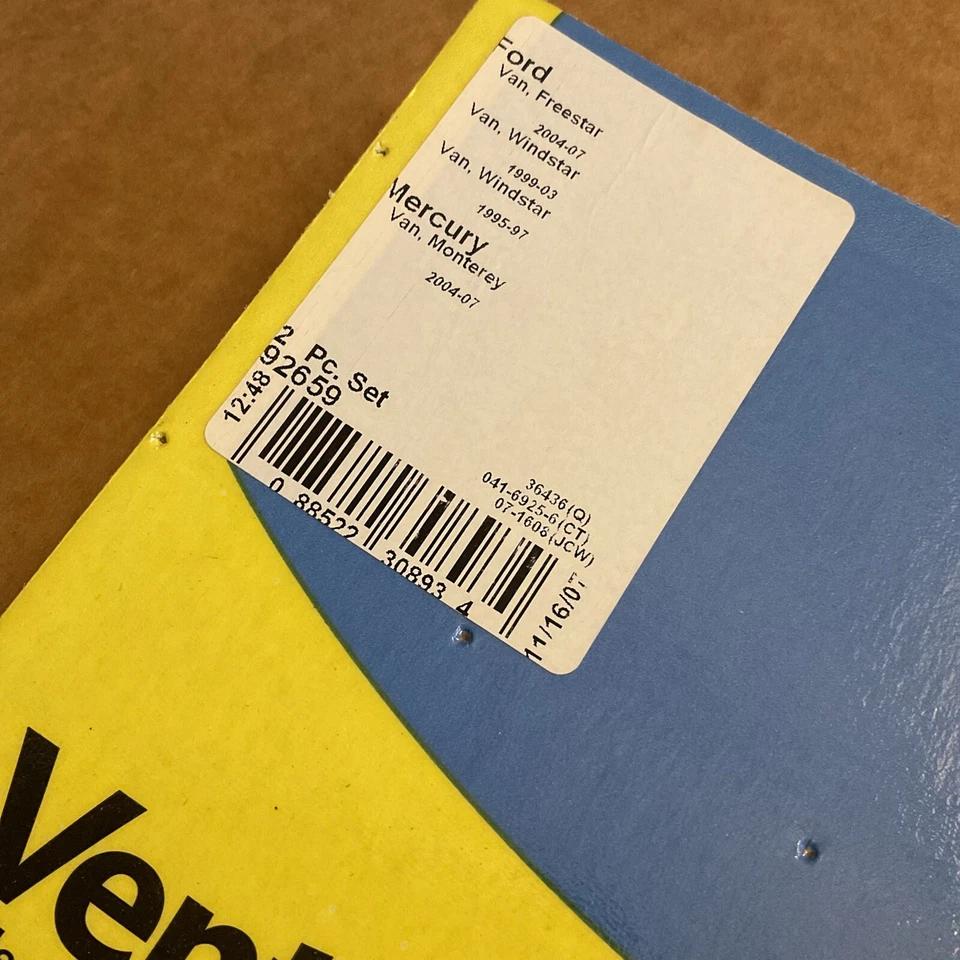 Ford
Van, Freestar
2004-07
Van, Windstar
1999-03
Van, Windstar
1995-97
Mercury
Van, Monterey
2004-07
2 Pc. Set
92659
12:48
36436(Q)
041-6925-6(CT)
07-1608(JCW)
0 88522 30893 4
11/16/07
Vent